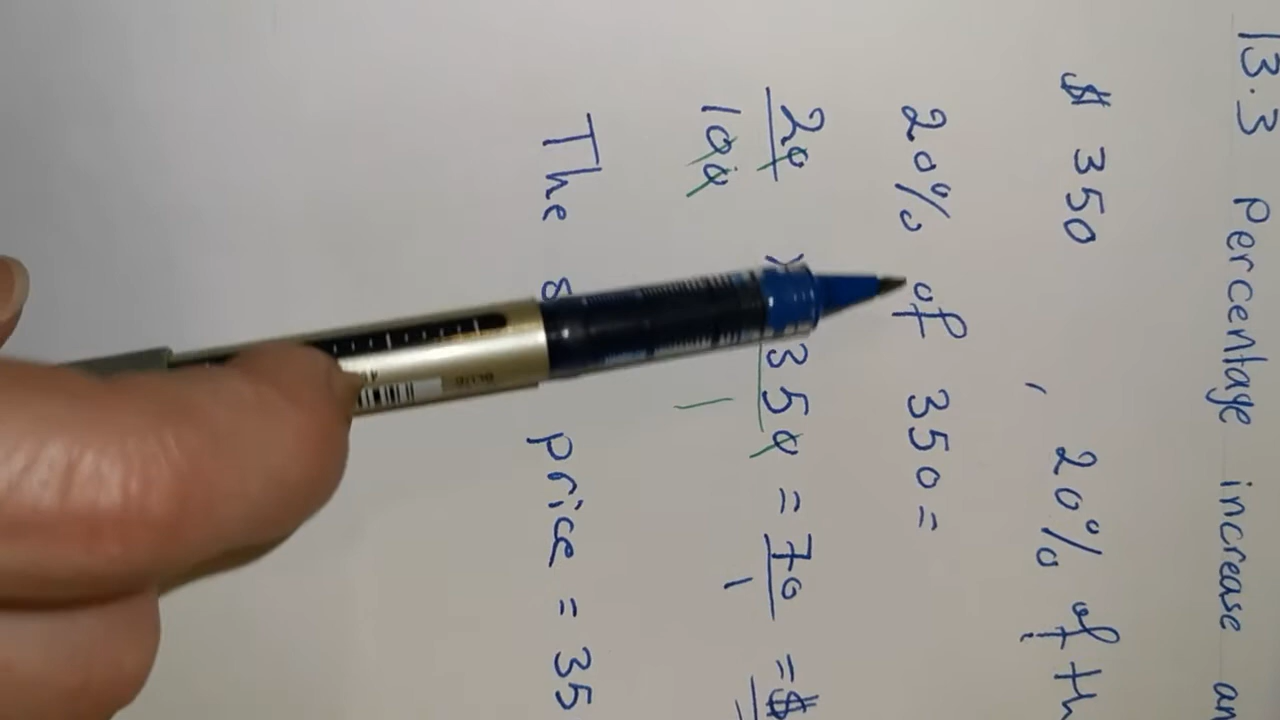 13.3 Percentage increase an
$ 350 , 20% of th
20% of 350 =
20 350 = 70 = $
100 1 1
The s price = 35